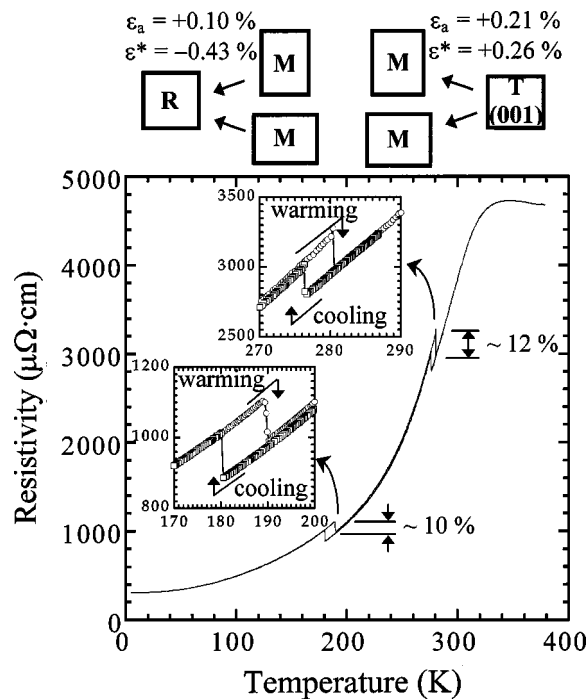 εa = +0.10 %
ε* = −0.43 %
εa = +0.21 %
ε* = +0.26 %
R
M
M
M
M
T
(001)
5000
4000
3000
2000
1000
0
Resistivity (μΩ·cm)
0
100
200
300
400
Temperature (K)
3500
3000
2500
270
280
290
warming
cooling
1200
1000
800
170
180
190
200
warming
cooling
~ 12 %
~ 10 %